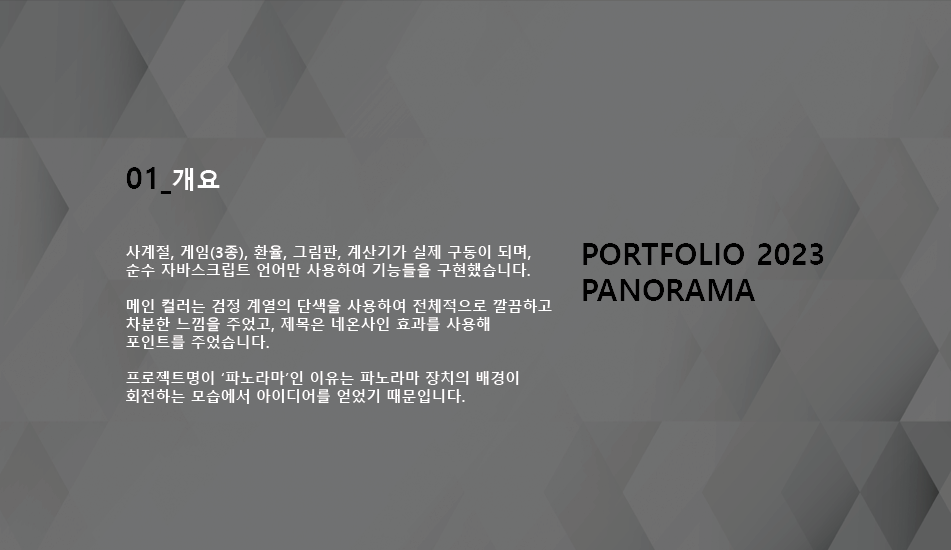 01_개요
사계절, 게임(3종), 환율, 그림판, 계산기가 실제 구동이 되며,
순수 자바스크립트 언어만 사용하여 기능들을 구현했습니다.
메인 컬러는 검정 계열의 단색을 사용하여 전체적으로 깔끔하고
차분한 느낌을 주었고, 제목은 네온사인 효과를 사용해
포인트를 주었습니다.
프로젝트명이 ‘파노라마’인 이유는 파노라마 장치의 배경이
회전하는 모습에서 아이디어를 얻었기 때문입니다.
PORTFOLIO 2023
PANORAMA